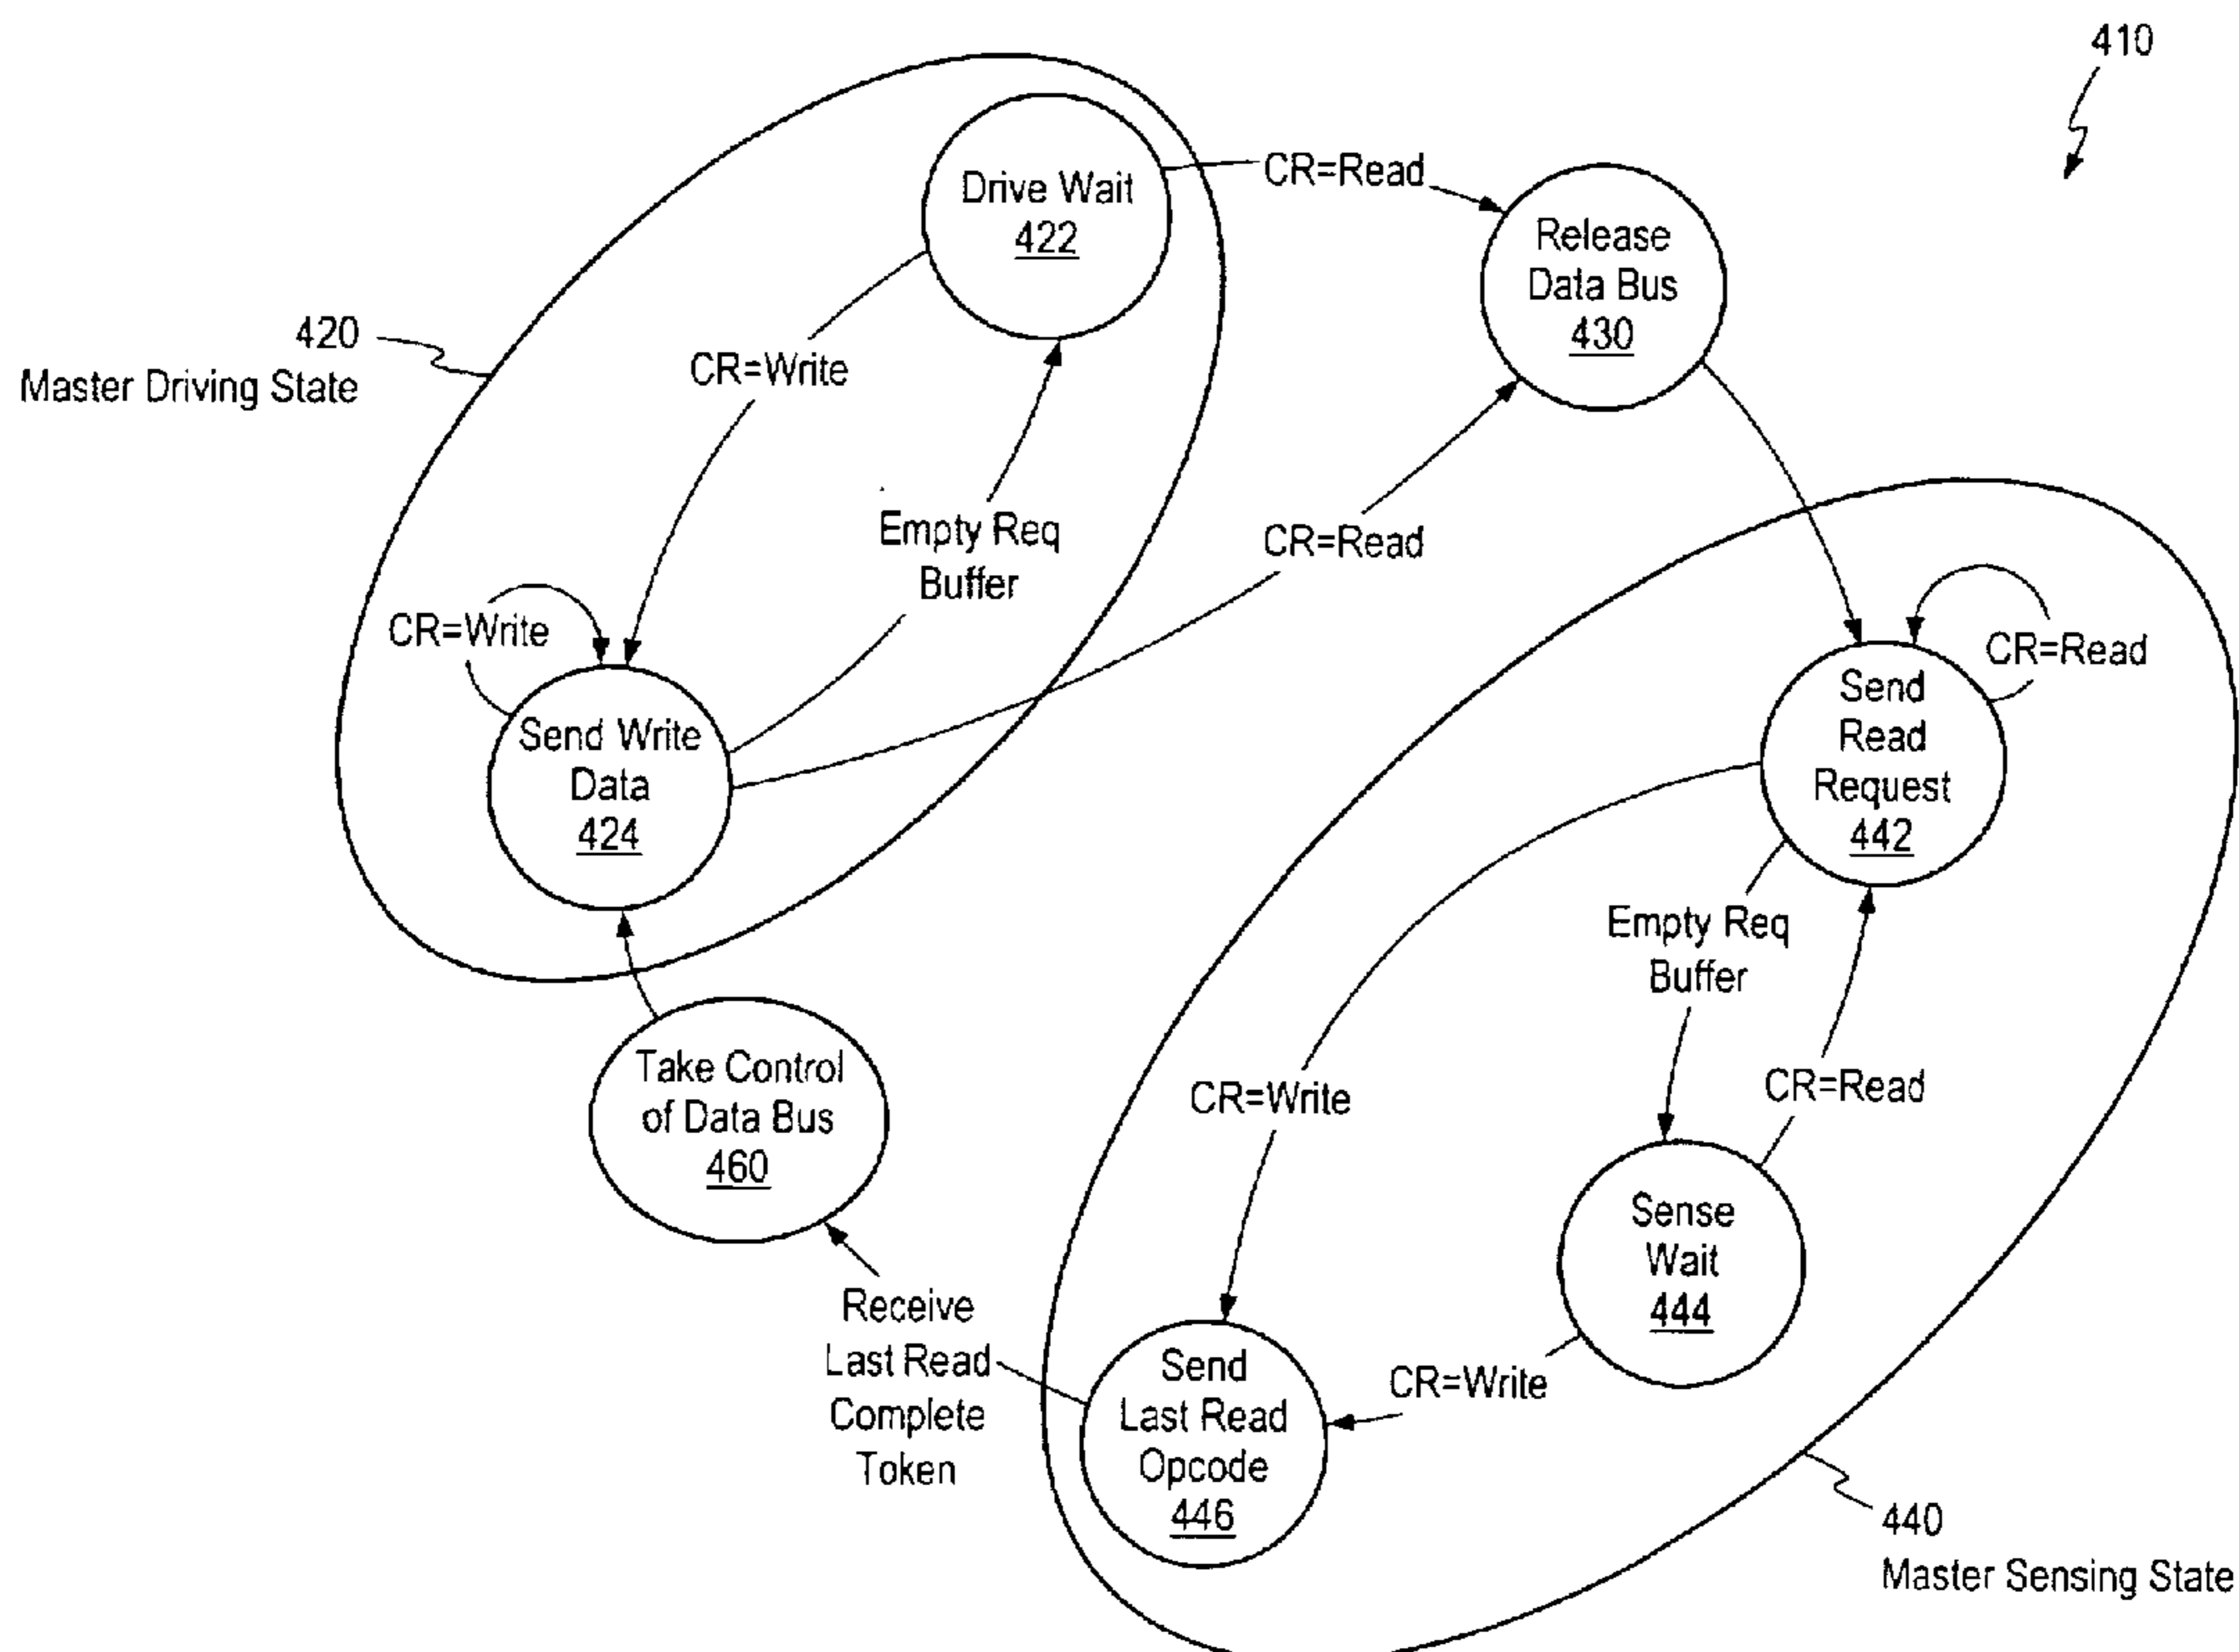 410
Drive Wait
422
CR=Read
Release
Data Bus
430
420
Master Driving State
CR=Write
Empty Req
Buffer
CR=Read
CR=Write
Send Write
Data
424
CR=Read
Send
Read
Request
442
Empty Req
Buffer
CR=Read
CR=Write
Take Control
of Data Bus
460
Sense
Wait
444
Receive
Last Read
Complete
Token
CR=Write
Send
Last Read
Opcode
446
440
Master Sensing State